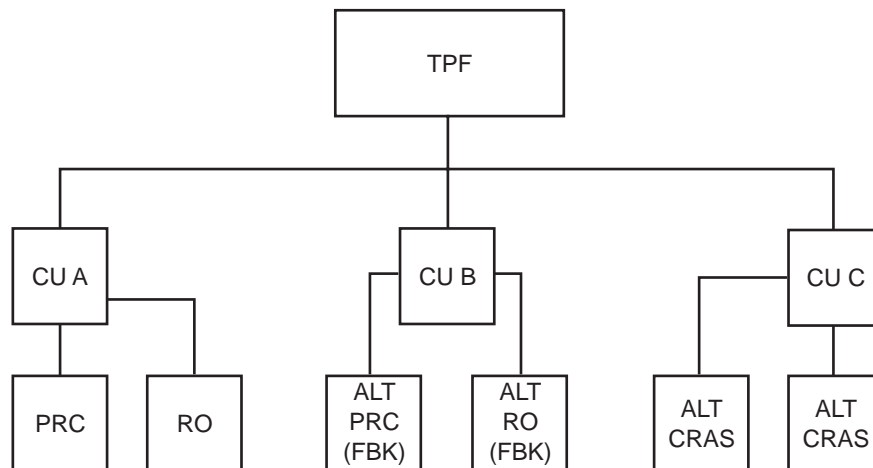 TPF
CU A
CU B
CU C
PRC
RO
ALT
PRC
(FBK)
ALT
RO
(FBK)
ALT
CRAS
ALT
CRAS